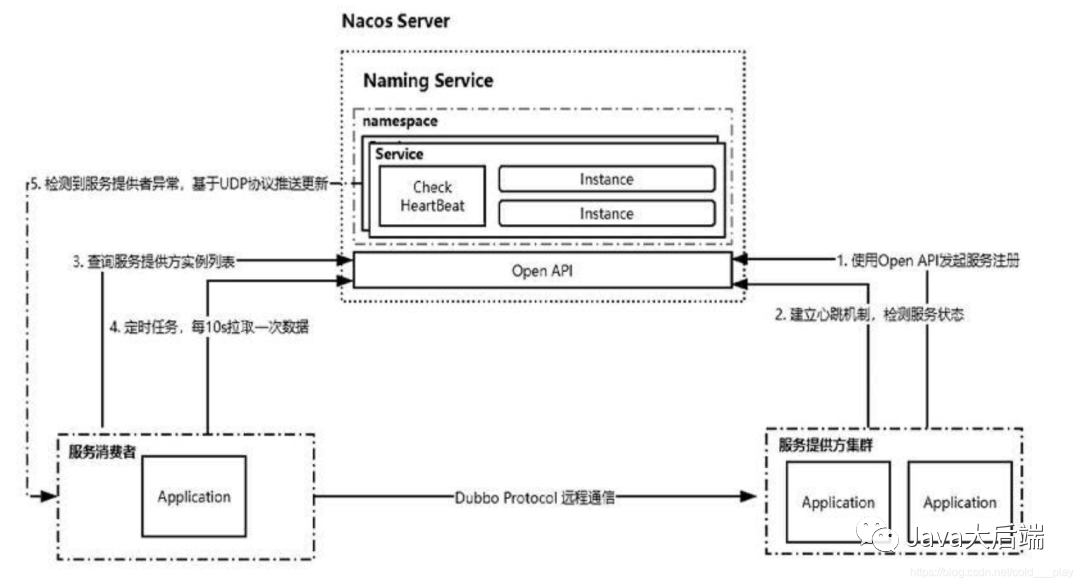 Nacos Server
Naming Service
namespace
Service
Check
HeartBeat
Instance
Instance
Open API
5. 检测到服务提供者异常，基于UDP协议推送更新
3. 查询服务提供方实例列表
4. 定时任务，每10s拉取一次数据
1. 使用Open API发起服务注册
2. 建立心跳机制，检测服务状态
服务消费者
Application
Dubbo Protocol 远程通信
服务提供方集群
Application
Application
Java大后端
https://blog.csdn.net/cold___play